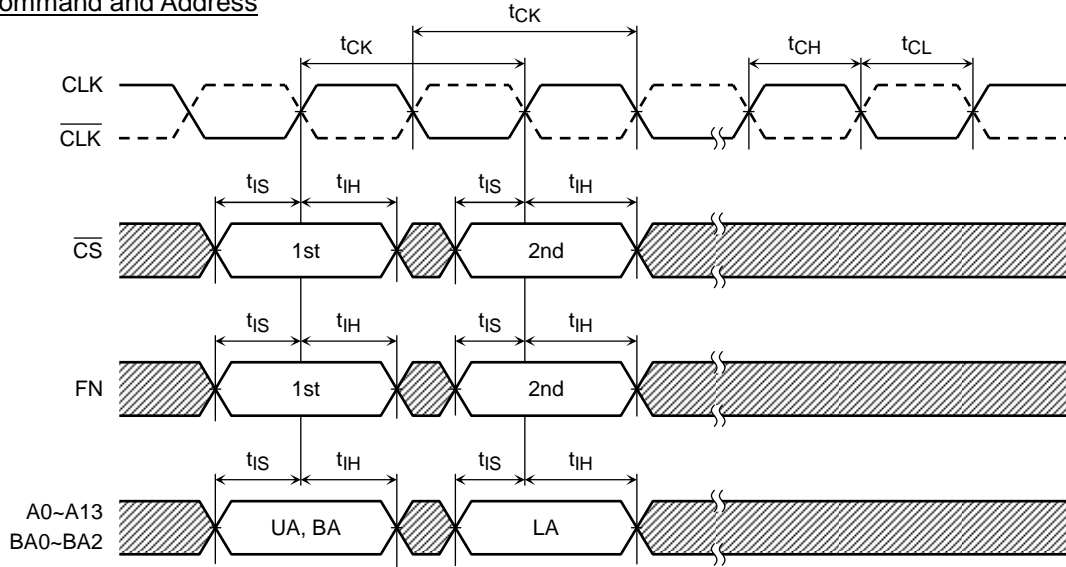 Command and Address
tCK
tCK
tCH
tCL
CLK
CLK
tIS
tIH
tIS
tIH
CS
1st
2nd
tIS
tIH
tIS
tIH
FN
1st
2nd
tIS
tIH
tIS
tIH
A0~A13
BA0~BA2
UA, BA
LA